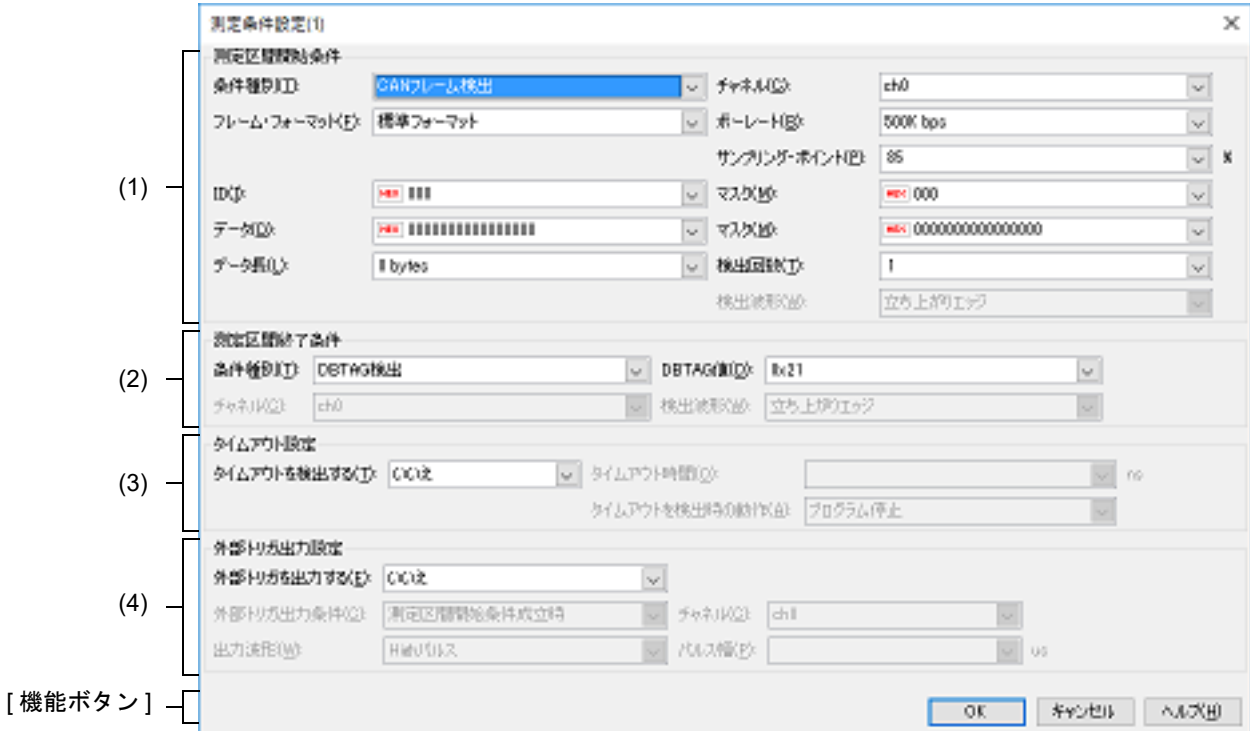 測定条件設定(1)
(1)
測定区間開始条件
条件種別(T): CANフレーム検出 チャネル(C): ch0
フレーム・フォーマット(F): 標準フォーマット ボーレート(B): 500K bps
サンプリング・ポイント(P): 85 %
ID(I): HEX マスク(M): HEX 000
データ(D): HEX マスク(M): HEX 0000000000000000
データ長(L): bytes 検出回数(T): 1
検出波形(W): 立ち上がりエッジ
(2)
測定区間終了条件
条件種別(T): DBTAG検出 DBTAG値(D): 0x21
チャネル(C): ch0 検出波形(W): 立ち上がりエッジ
(3)
タイムアウト設定
タイムアウトを検出する(T): いいえ タイムアウト時間(O): ns
タイムアウトを検出時の動作(A): プログラム停止
(4)
外部トリガ出力設定
外部トリガを出力する(E): いいえ
外部トリガ出力条件(C): 測定区間開始条件成立時 チャネル(C):
出力波形(W): Highパルス パルス幅(P): us
[ 機能ボタン ]
OK キャンセル ヘルプ(H)